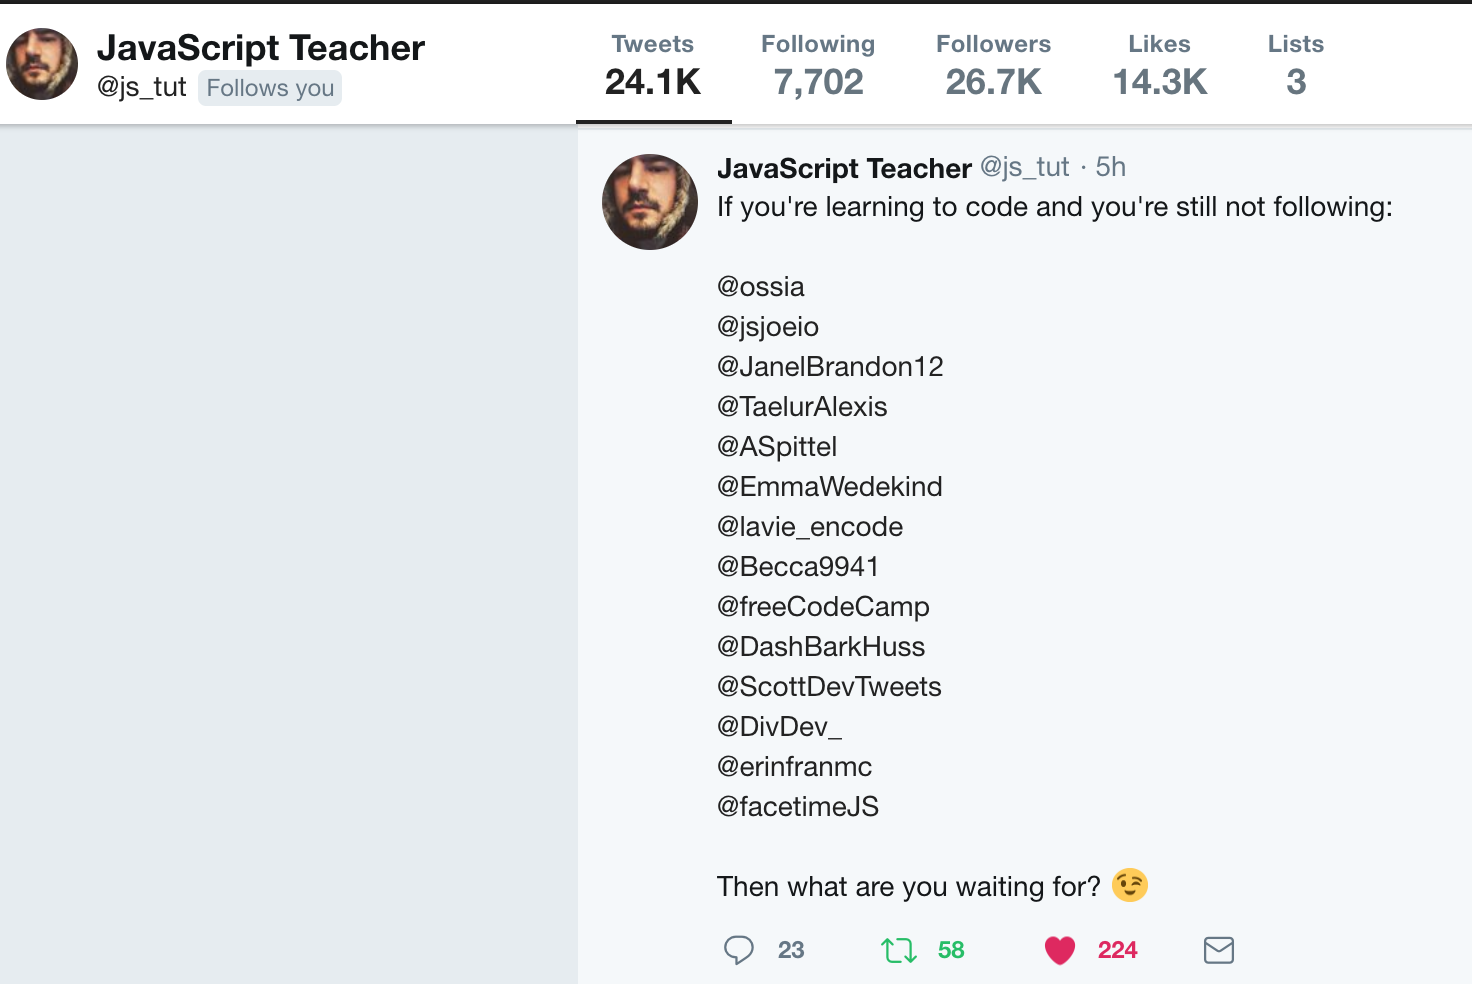 JavaScript Teacher
@js_tut Follows you
Tweets Following Followers Likes Lists
24.1K 7,702 26.7K 14.3K 3
JavaScript Teacher @js_tut · 5h
If you're learning to code and you're still not following:
@ossia
@jsjoeio
@JanelBrandon12
@TaelurAlexis
@ASpittel
@EmmaWedekind
@lavie_encode
@Becca9941
@freeCodeCamp
@DashBarkHuss
@ScottDevTweets
@DivDev_
@erinfranmc
@facetimeJS
Then what are you waiting for? 😉
23 58 224